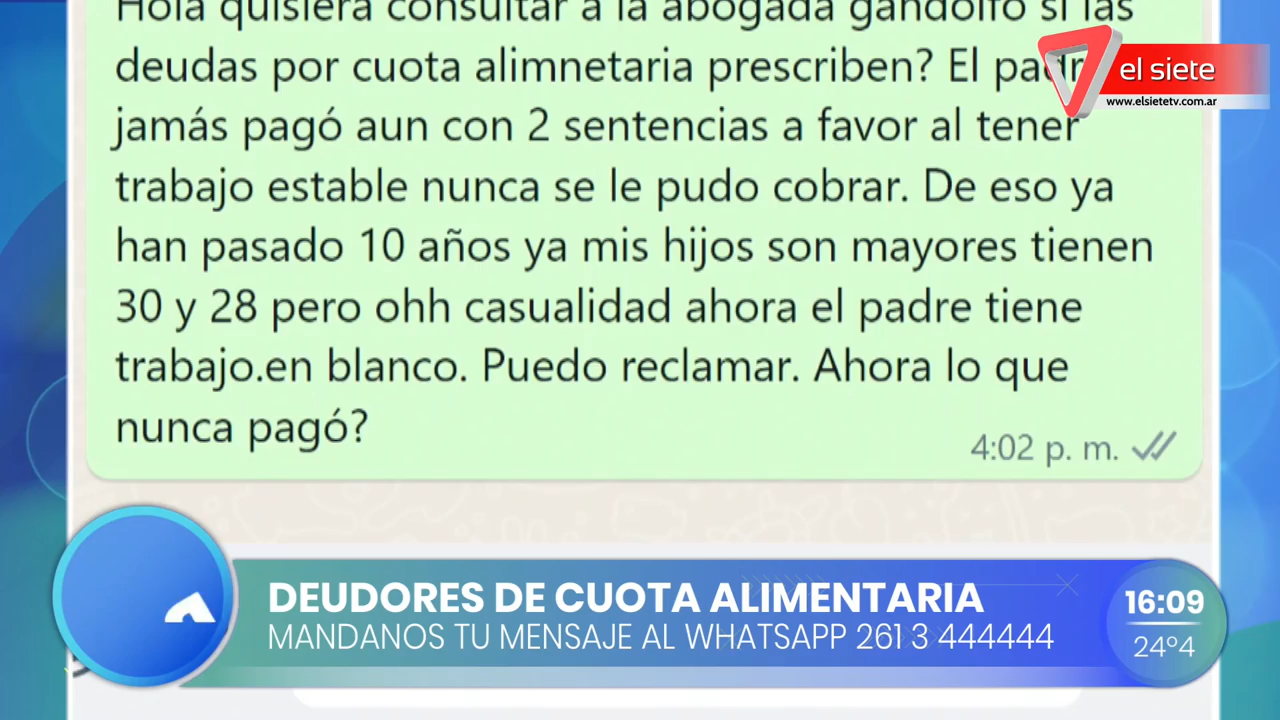 Hola quisiera consultar a la abogada gandolfo si las
deudas por cuota alimnetaria prescriben? El padr
jamás pagó aun con 2 sentencias a favor al tener
trabajo estable nunca se le pudo cobrar. De eso ya
han pasado 10 años ya mis hijos son mayores tienen
30 y 28 pero ohh casualidad ahora el padre tiene
trabajo.en blanco. Puedo reclamar. Ahora lo que
nunca pagó?
4:02 p. m.
el siete
www.elsietetv.com.ar
DEUDORES DE CUOTA ALIMENTARIA
MANDANOS TU MENSAJE AL WHATSAPP 261 3 444444
16:09
24º4